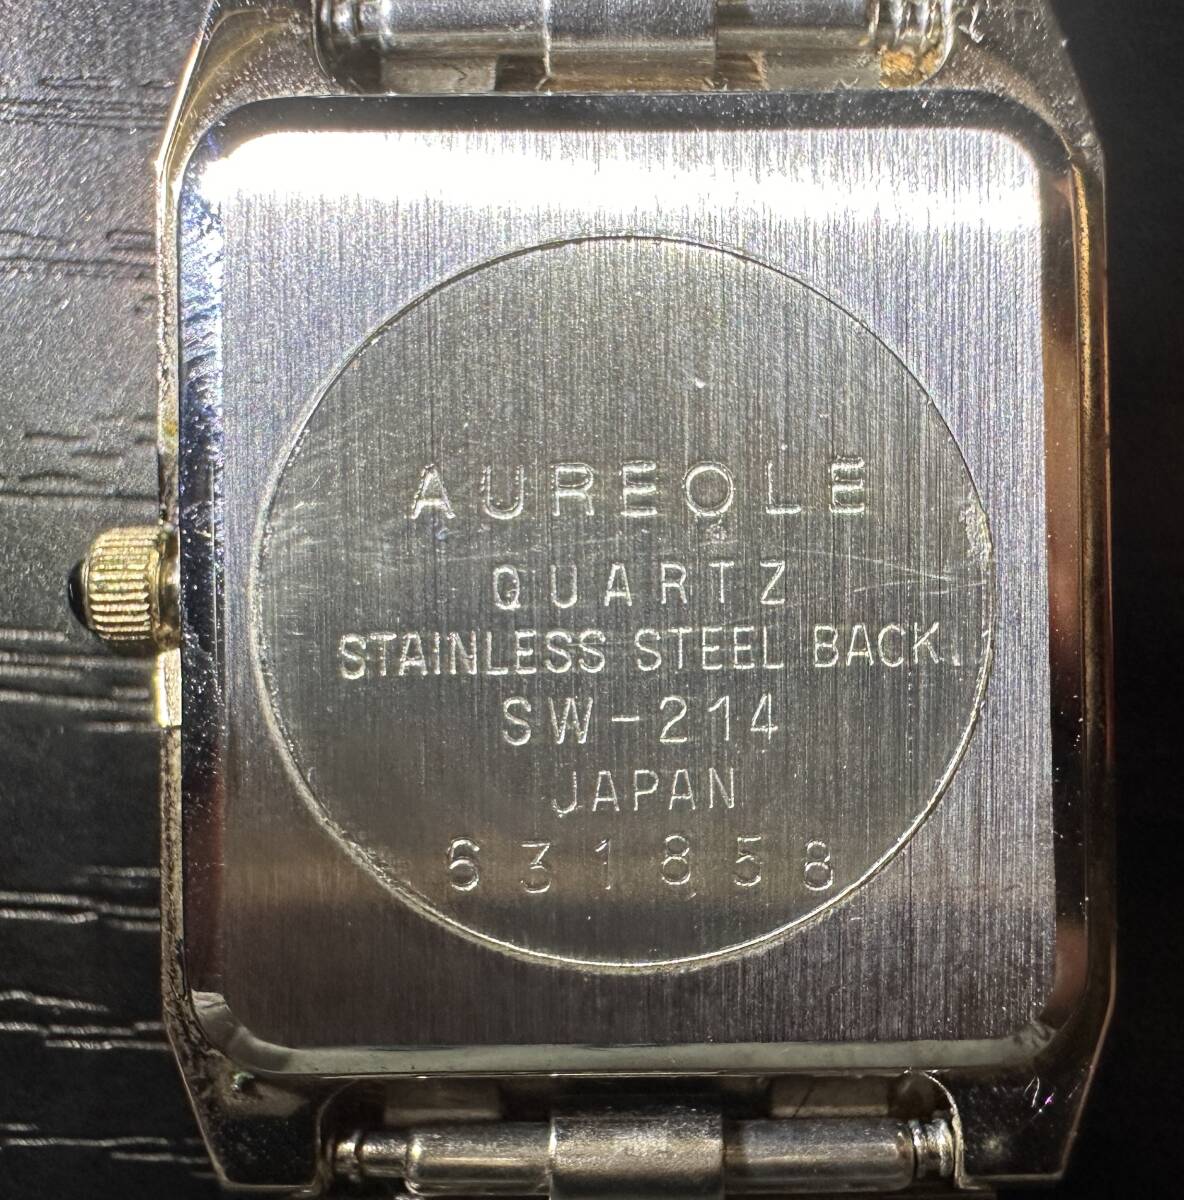 AUREOLE
QUARTZ
STAINLESS STEEL BACK.
SW-214
JAPAN
631858